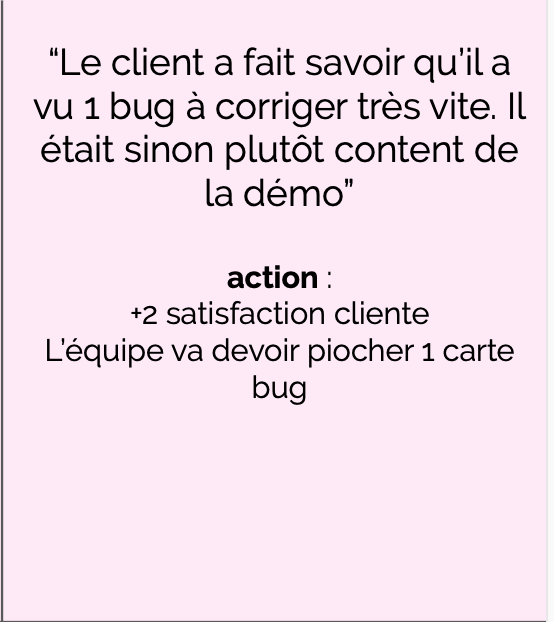 “Le client a fait savoir qu’il a
vu 1 bug à corriger très vite. Il
était sinon plutôt content de
la démo”
action :
+2 satisfaction cliente
L’équipe va devoir piocher 1 carte
bug